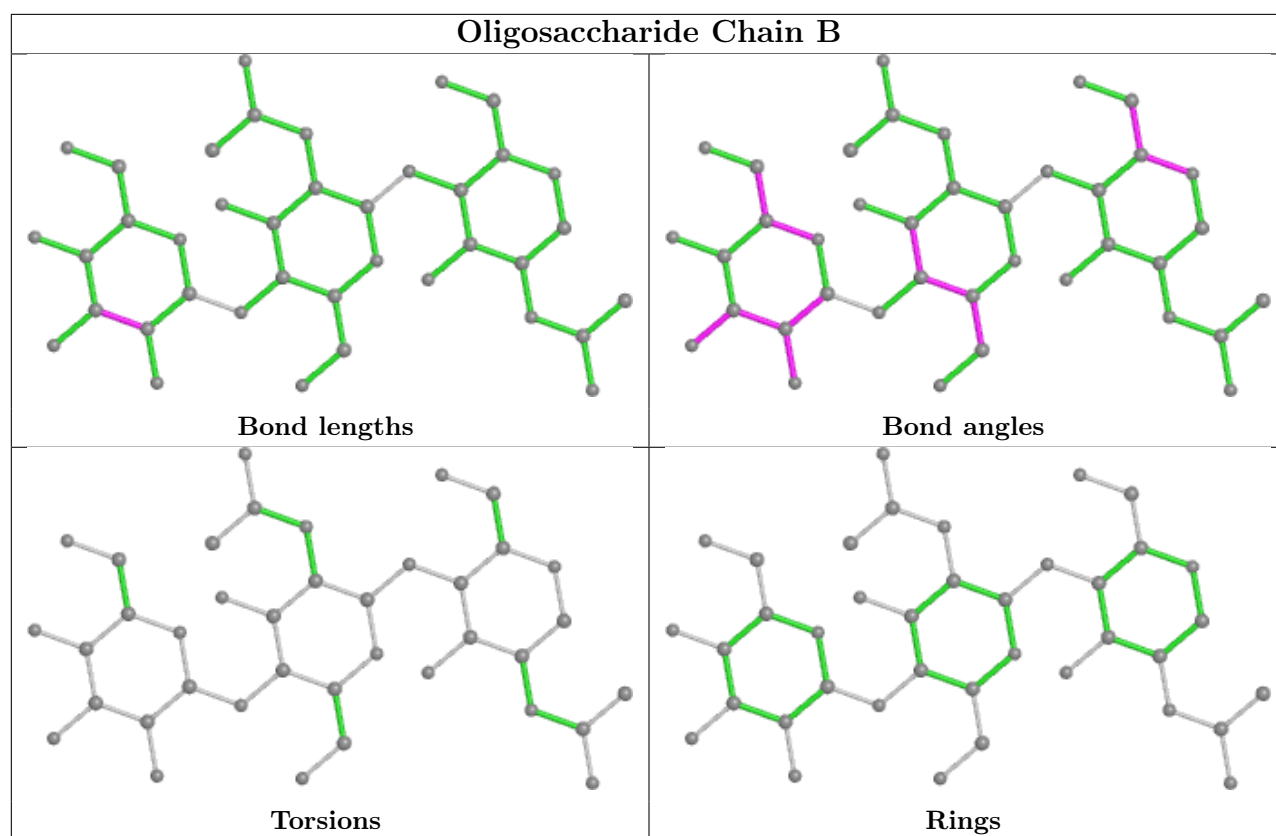 Oligosaccharide Chain B
Bond lengths
Bond angles
Torsions
Rings